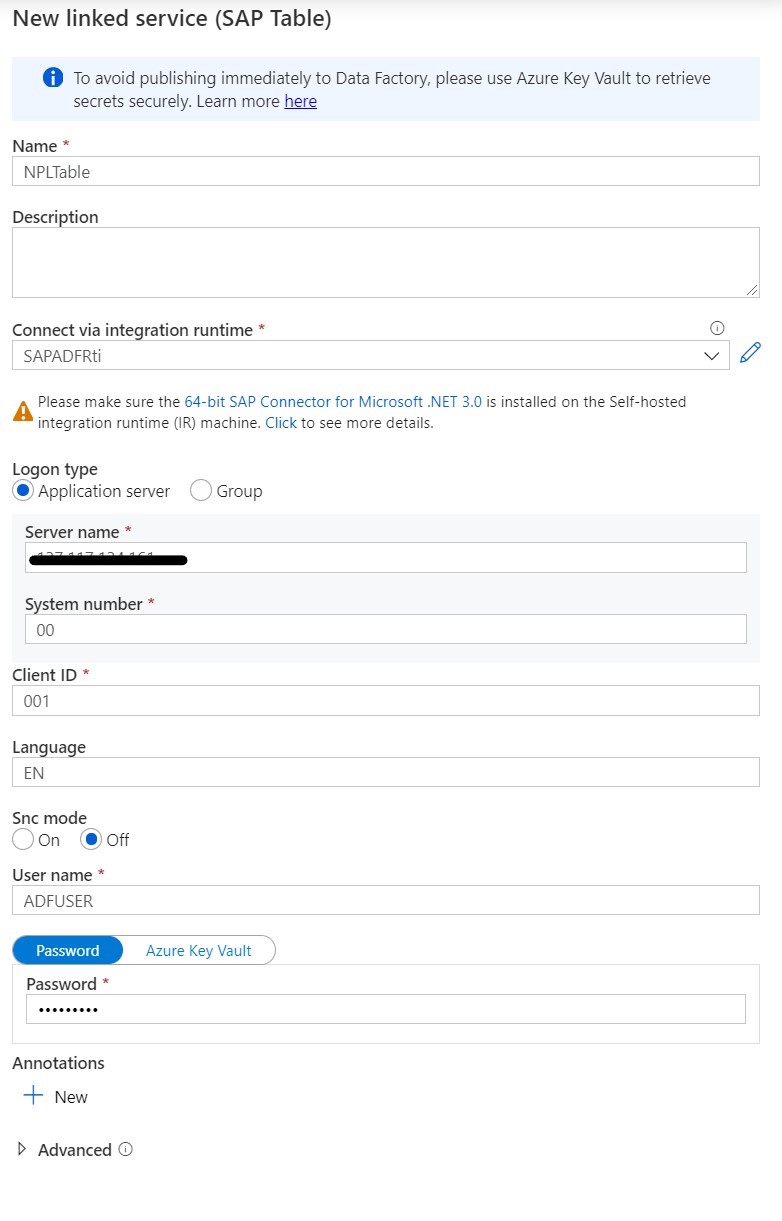 New linked service (SAP Table)
To avoid publishing immediately to Data Factory, please use Azure Key Vault to retrieve
secrets securely. Learn more here
Name *
NPLTable
Description
Connect via integration runtime *
SAPADFRti
Please make sure the 64-bit SAP Connector for Microsoft .NET 3.0 is installed on the Self-hosted
integration runtime (IR) machine. Click to see more details.
Logon type
Application server Group
Server name *
System number *
00
Client ID *
001
Language
EN
Snc mode
On Off
User name *
ADFUSER
Password Azure Key Vault
Password *
•••••••••
Annotations
New
Advanced